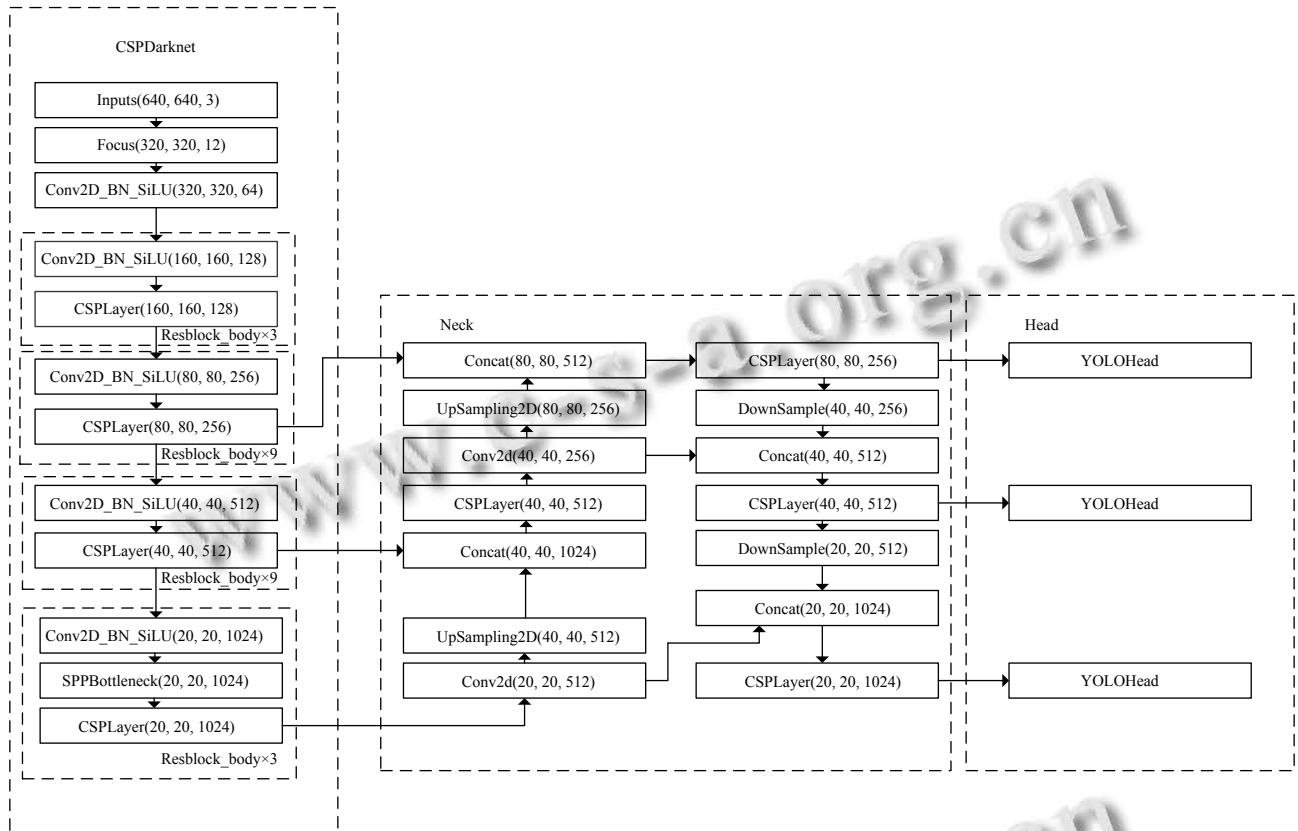 CSPDarknet
Inputs(640, 640, 3)
Focus(320, 320, 12)
Conv2D_BN_SiLU(320, 320, 64)
Conv2D_BN_SiLU(160, 160, 128)
CSPLayer(160, 160, 128)
Resblock_body×3
Conv2D_BN_SiLU(80, 80, 256)
CSPLayer(80, 80, 256)
Resblock_body×9
Conv2D_BN_SiLU(40, 40, 512)
CSPLayer(40, 40, 512)
Resblock_body×9
Conv2D_BN_SiLU(20, 20, 1024)
SPPBottleneck(20, 20, 1024)
CSPLayer(20, 20, 1024)
Resblock_body×3
Neck
Concat(80, 80, 512)
UpSampling2D(80, 80, 256)
Conv2d(40, 40, 256)
CSPLayer(40, 40, 512)
Concat(40, 40, 1024)
UpSampling2D(40, 40, 512)
Conv2d(20, 20, 512)
CSPLayer(80, 80, 256)
DownSample(40, 40, 256)
Concat(40, 40, 512)
CSPLayer(40, 40, 512)
DownSample(20, 20, 512)
Concat(20, 20, 1024)
CSPLayer(20, 20, 1024)
Head
YOLOHead
YOLOHead
YOLOHead
www.c-s-a.org.cn